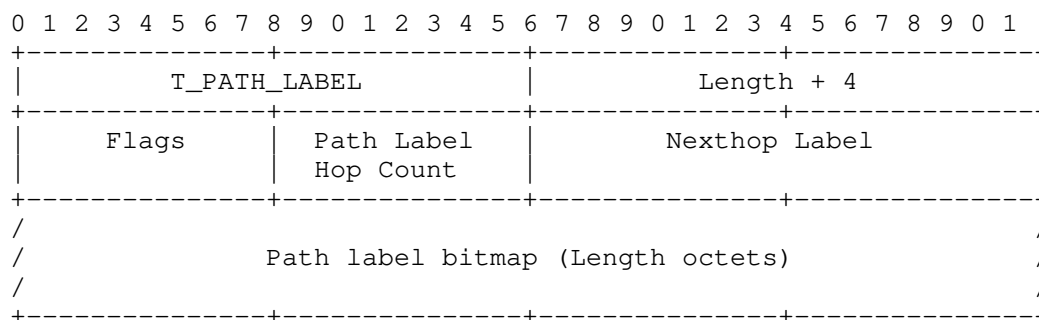 0 1 2 3 4 5 6 7 8 9 0 1 2 3 4 5 6 7 8 9 0 1 2 3 4 5 6 7 8 9 0 1
+---------------+---------------+---------------+---------------
| T_PATH_LABEL | Length + 4
+---------------+---------------+---------------+---------------
| Flags | Path Label | Nexthop Label
| | Hop Count |
+---------------+---------------+---------------+---------------
/ /
/ Path label bitmap (Length octets) /
/ /
+---------------+---------------+---------------+---------------